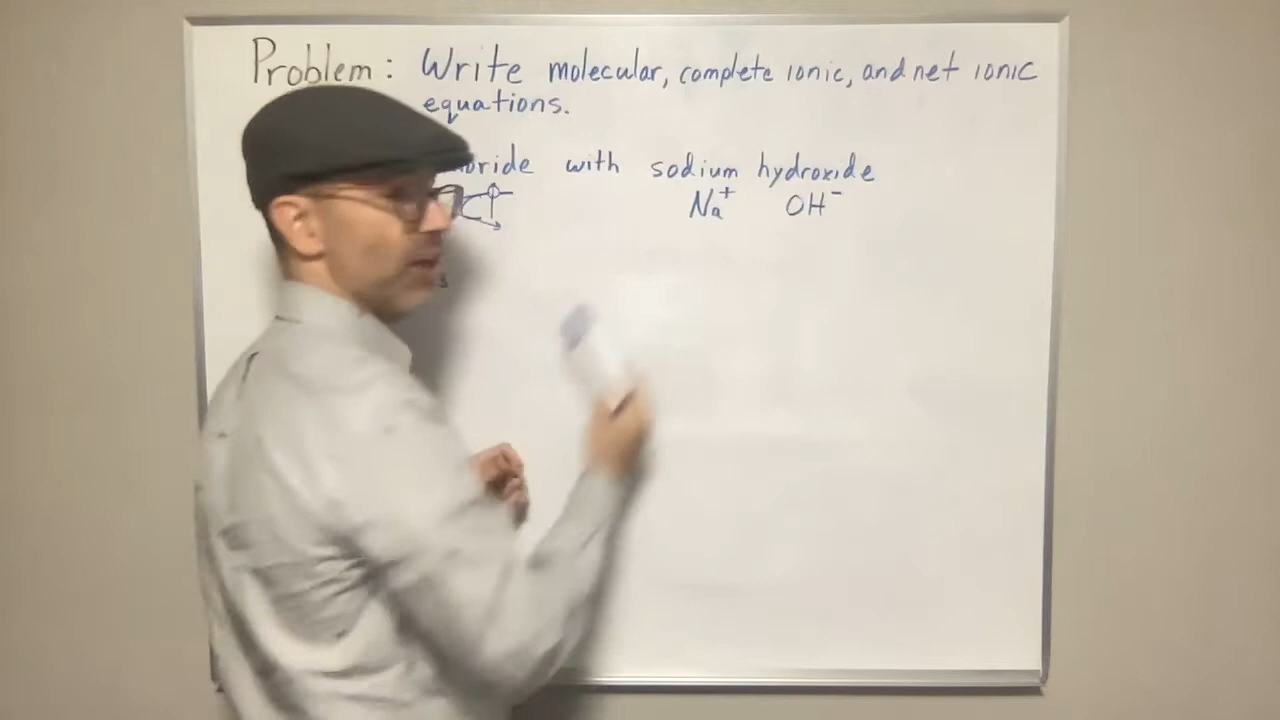 Problem: Write molecular, complete ionic, and net ionic
equations.
with sodium hydroxide
Na⁺ OH⁻